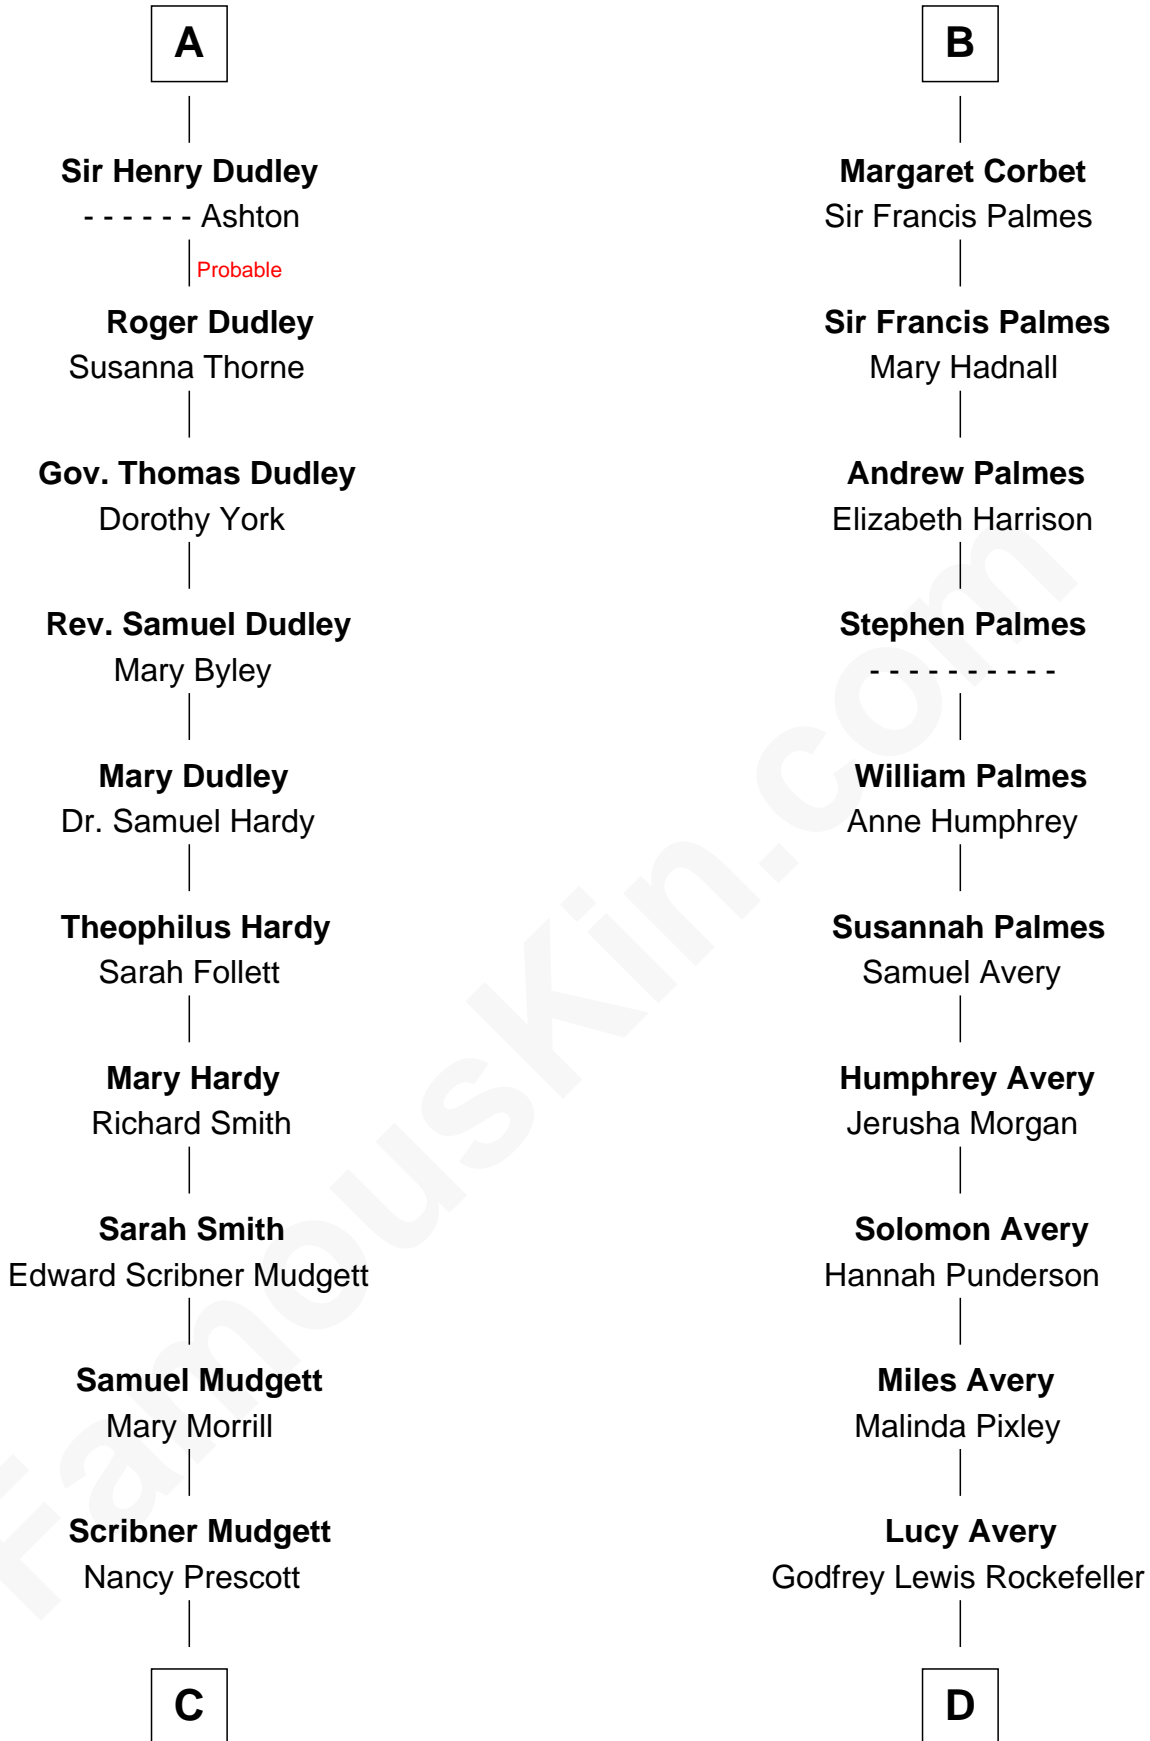 A
Sir Henry Dudley
- - - - - - Ashton
Probable
Roger Dudley
Susanna Thorne
Gov. Thomas Dudley
Dorothy York
Rev. Samuel Dudley
Mary Byley
Mary Dudley
Dr. Samuel Hardy
Theophilus Hardy
Sarah Follett
Mary Hardy
Richard Smith
Sarah Smith
Edward Scribner Mudgett
Samuel Mudgett
Mary Morrill
Scribner Mudgett
Nancy Prescott
C
B
Margaret Corbet
Sir Francis Palmes
Sir Francis Palmes
Mary Hadnall
Andrew Palmes
Elizabeth Harrison
Stephen Palmes
- - - - - - - - - -
William Palmes
Anne Humphrey
Susannah Palmes
Samuel Avery
Humphrey Avery
Jerusha Morgan
Solomon Avery
Hannah Punderson
Miles Avery
Malinda Pixley
Lucy Avery
Godfrey Lewis Rockefeller
D
FamousKin.com